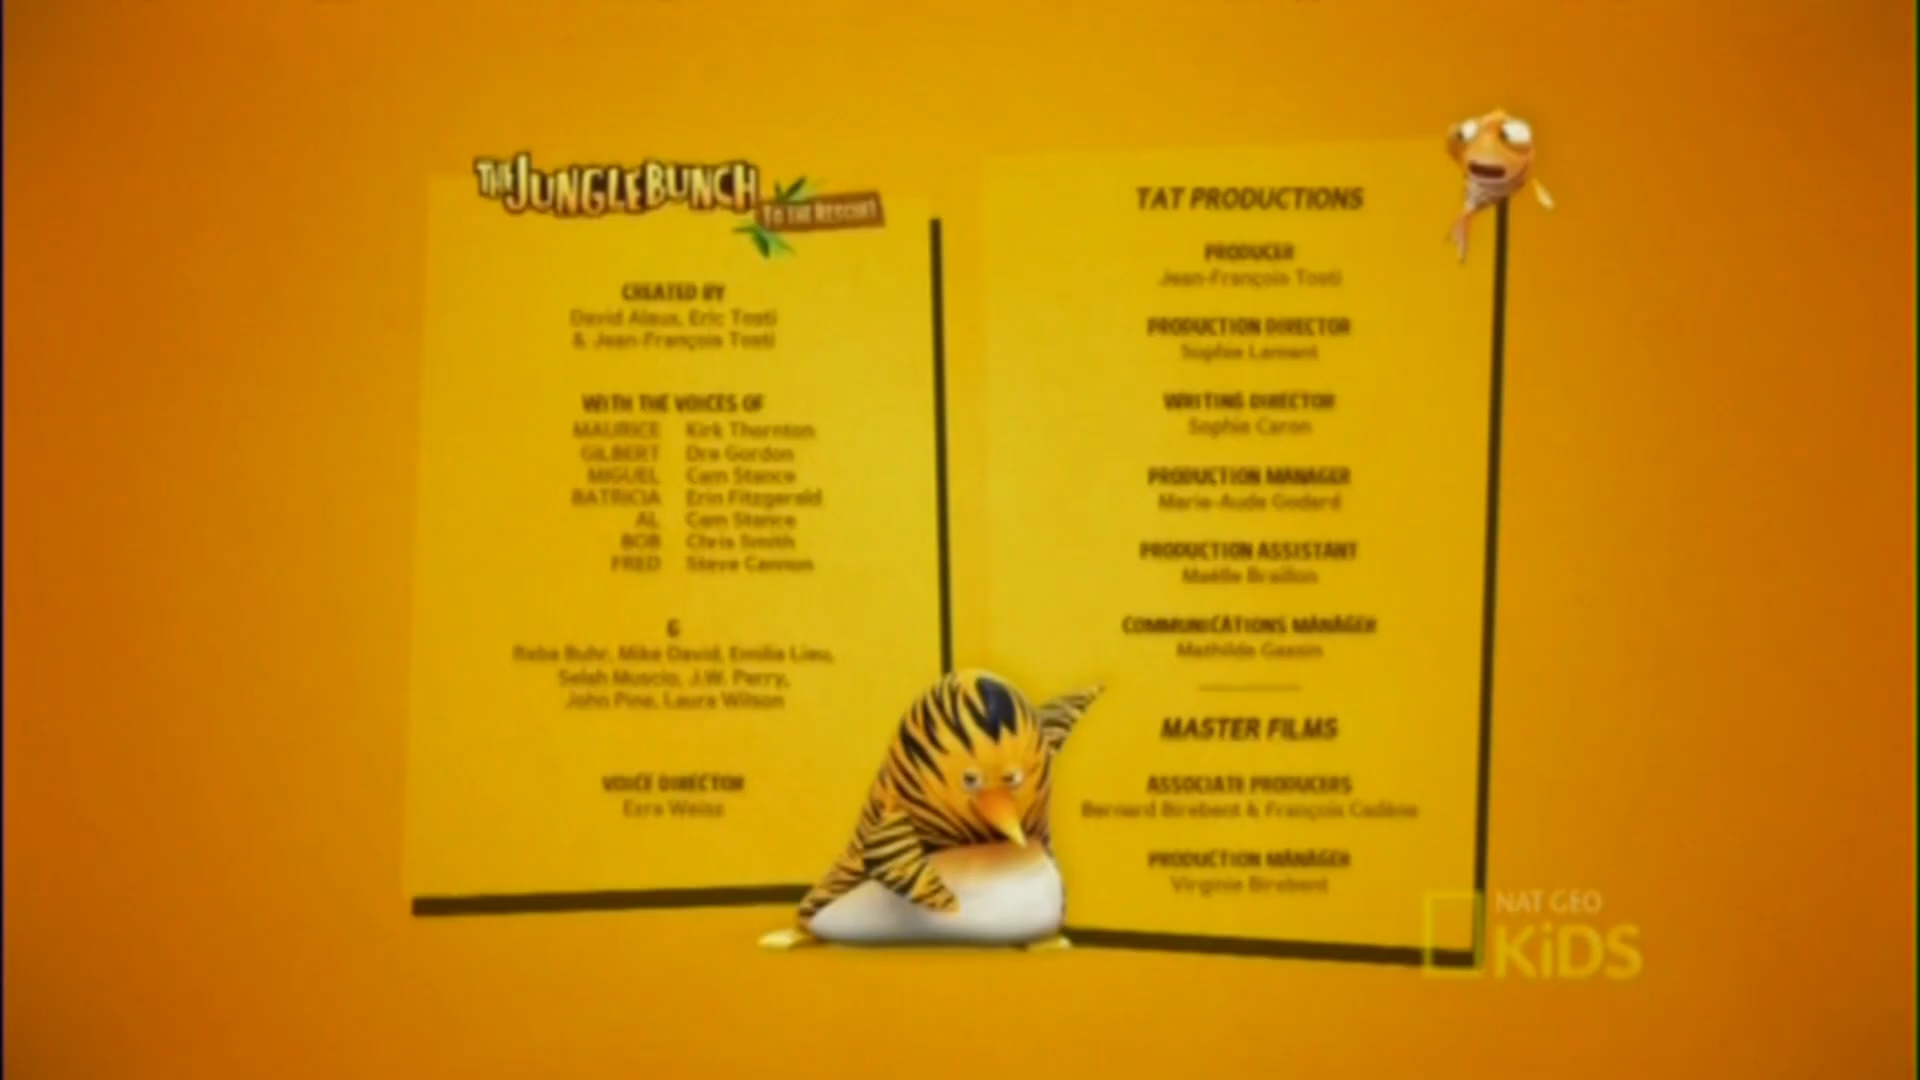 THE JUNGLE BUNCH
TO THE RESCUE!
CREATED BY
David Alaux, Eric Tosti
& Jean-François Tosti
WITH THE VOICES OF
MAURICE Kirk Thornton
GILBERT Dre Gordon
MIGUEL Cam Stance
BATRICIA Erin Fitzgerald
AL Cam Stance
BOB Chris Smith
FRED Steve Cannon
&
Baba Buhr, Mike David, Emilia Lieu,
Selah Muscio, J.W. Perry,
John Pine, Laura Wilson
VOICE DIRECTOR
Ezra Weisz
TAT PRODUCTIONS
PRODUCER
Jean-François Tosti
PRODUCTION DIRECTOR
Sophie Lamant
WRITING DIRECTOR
Sophie Caron
PRODUCTION MANAGER
Marie-Aude Godard
PRODUCTION ASSISTANT
Maëlle Braillon
COMMUNICATIONS MANAGER
Mathilde Gassin
MASTER FILMS
ASSOCIATE PRODUCERS
Bernard Birebent & François Cadène
PRODUCTION MANAGER
Virginie Birebent
NAT GEO
KiDS